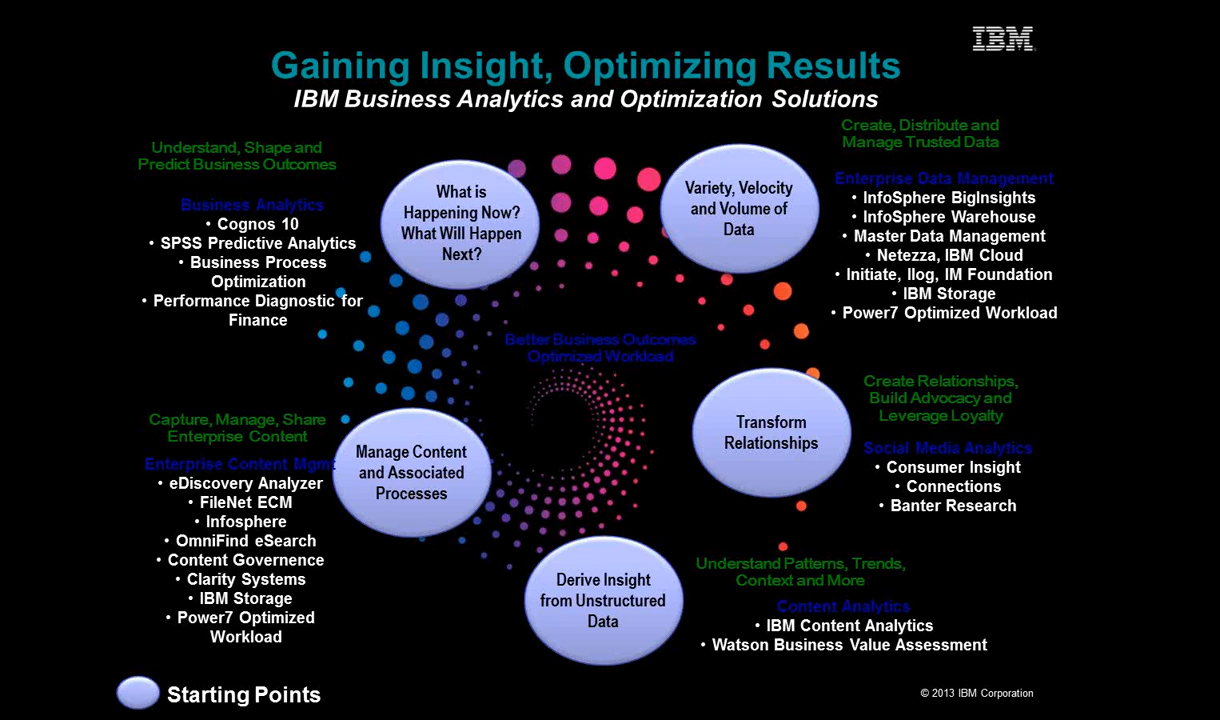 IBM
Gaining Insight, Optimizing Results
IBM Business Analytics and Optimization Solutions
Understand, Shape and
Predict Business Outcomes
Business Analytics
• Cognos 10
• SPSS Predictive Analytics
• Business Process
Optimization
• Performance Diagnostic for
Finance
What is
Happening Now?
What Will Happen
Next?
Variety, Velocity
and Volume of
Data
Create, Distribute and
Manage Trusted Data
Enterprise Data Management
• InfoSphere BigInsights
• InfoSphere Warehouse
• Master Data Management
• Netezza, IBM Cloud
• Initiate, Ilog, IM Foundation
• IBM Storage
• Power7 Optimized Workload
Better Business Outcomes
Optimized Workload
Capture, Manage, Share
Enterprise Content
Enterprise Content Mgmt
• eDiscovery Analyzer
• FileNet ECM
• Infosphere
• OmniFind eSearch
• Content Governence
• Clarity Systems
• IBM Storage
• Power7 Optimized
Workload
Manage Content
and Associated
Processes
Transform
Relationships
Create Relationships,
Build Advocacy and
Leverage Loyalty
Social Media Analytics
• Consumer Insight
• Connections
• Banter Research
Derive Insight
from Unstructured
Data
Understand Patterns, Trends,
Context and More
Content Analytics
• IBM Content Analytics
• Watson Business Value Assessment
Starting Points
© 2013 IBM Corporation